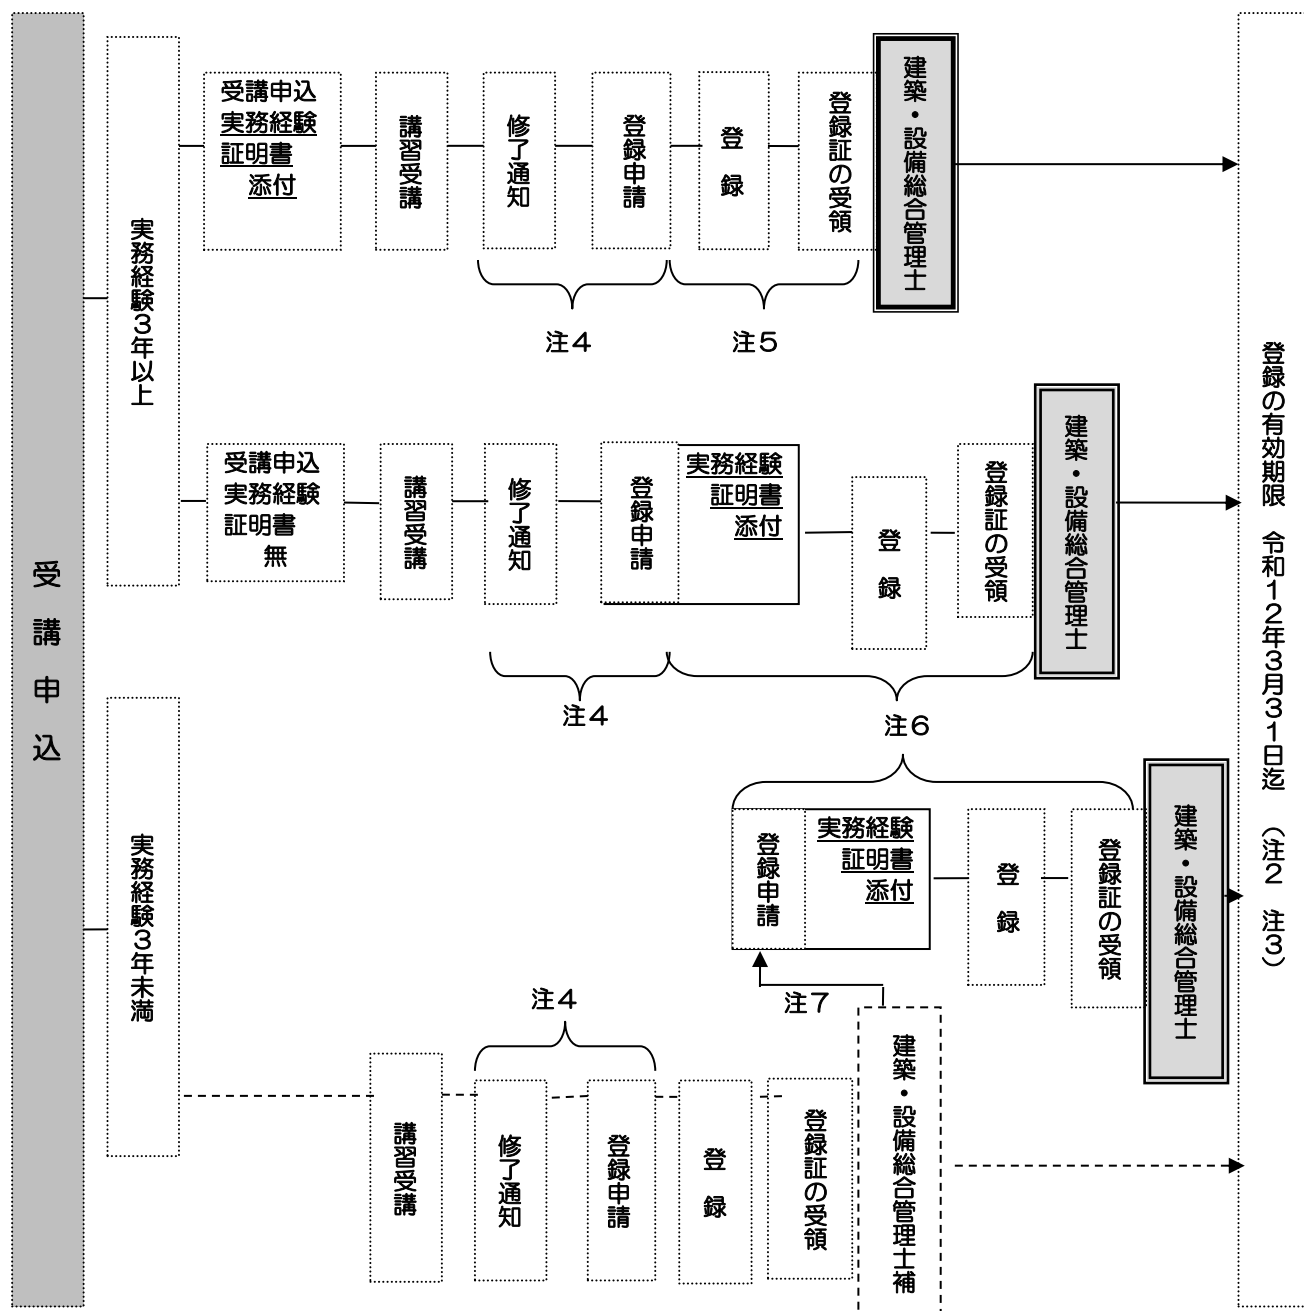 受講申込
実務経験３年以上
受講申込
実務経験
証明書
添付
講習受講
修了通知
登録申請
登録
登録証の受領
建築・設備総合管理士
注４
注５
受講申込
実務経験
証明書
無
講習受講
修了通知
登録申請
実務経験
証明書
添付
登録
登録証の受領
建築・設備総合管理士
注４
注６
実務経験３年未満
登録申請
実務経験
証明書
添付
登録
登録証の受領
建築・設備総合管理士
注７
注４
講習受講
修了通知
登録申請
登録
登録証の受領
建築・設備総合管理士補
登録の有効期限　令和１２年３月３１日迄　（注２　注３）